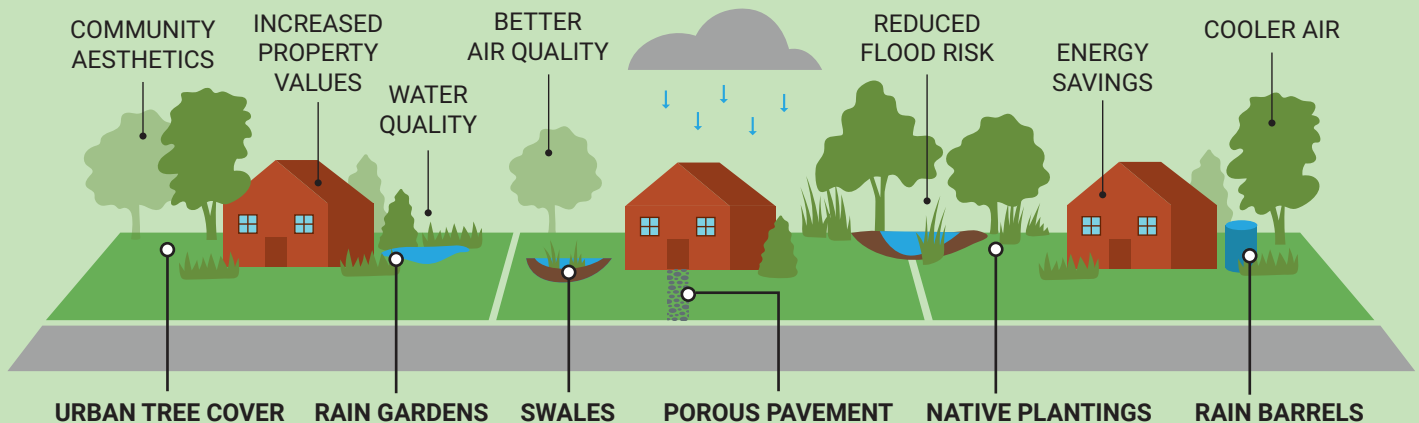 COMMUNITY
AESTHETICS
INCREASED
PROPERTY
VALUES
WATER
QUALITY
BETTER
AIR QUALITY
REDUCED
FLOOD RISK
ENERGY
SAVINGS
COOLER AIR
URBAN TREE COVER
RAIN GARDENS
SWALES
POROUS PAVEMENT
NATIVE PLANTINGS
RAIN BARRELS